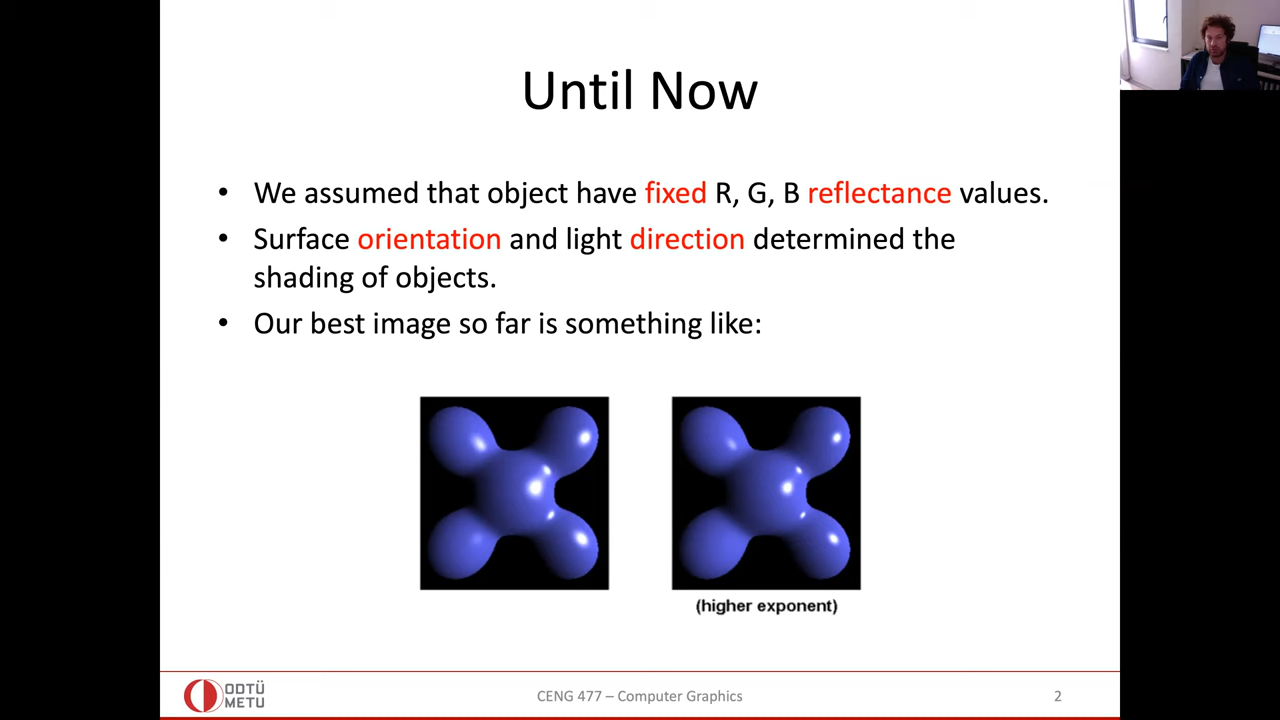 Until Now
• We assumed that object have fixed R, G, B reflectance values.
• Surface orientation and light direction determined the
shading of objects.
• Our best image so far is something like:
(higher exponent)
ODTÜ
METU
CENG 477 – Computer Graphics
2